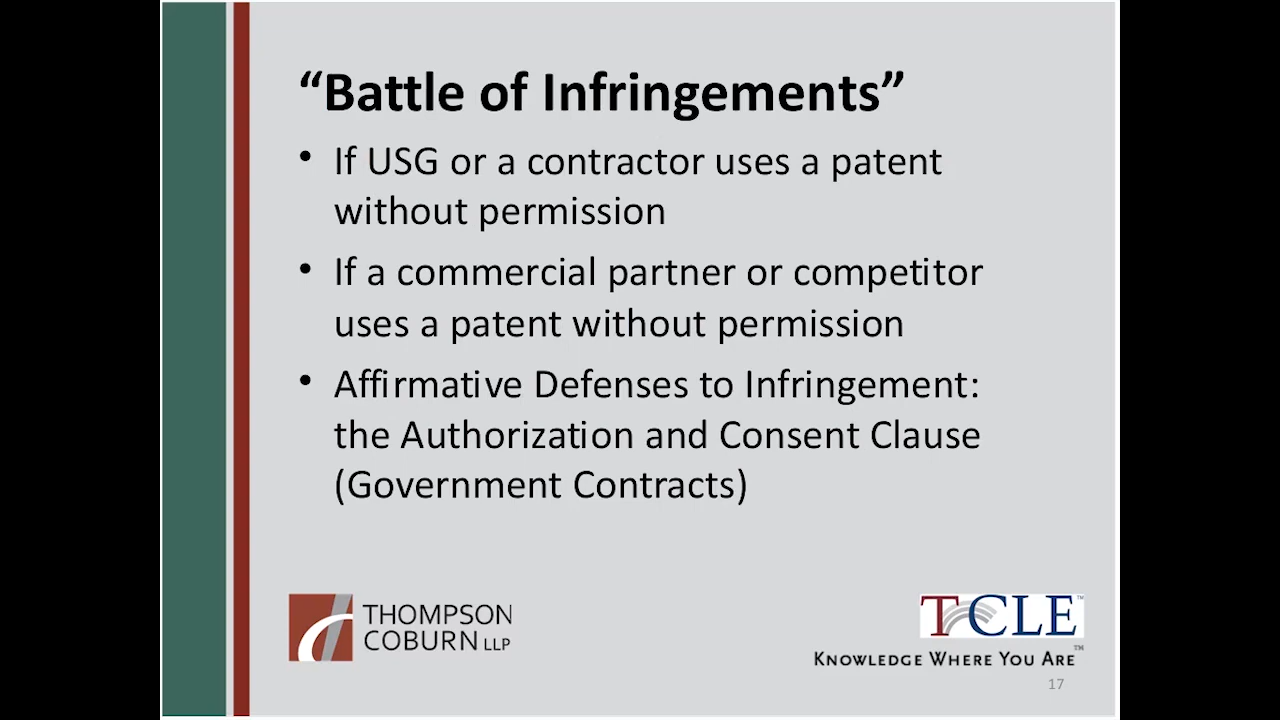 “Battle of Infringements”
• If USG or a contractor uses a patent
without permission
• If a commercial partner or competitor
uses a patent without permission
• Affirmative Defenses to Infringement:
the Authorization and Consent Clause
(Government Contracts)
THOMPSON
COBURN LLP
TCLE™
KNOWLEDGE WHERE YOU ARE™
17